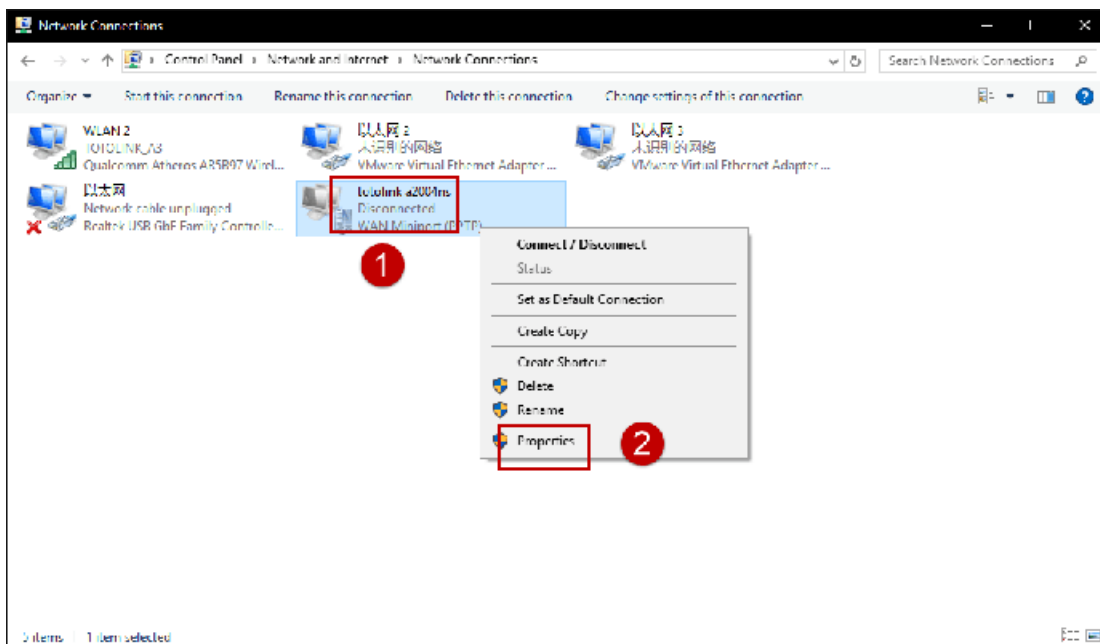 Network Connections
Control Panel › Network and Internet › Network Connections
Search Network Connections
Organize
Start this connection
Rename this connection
Delete this connection
Change settings of this connection
WLAN 2
TOTOLINK_A3
Qualcomm Atheros AR5B97 Wirel...
以太网 2
未识别的网络
VMware Virtual Ethernet Adapter ...
以太网 3
未识别的网络
VMware Virtual Ethernet Adapter ...
以太网
Network cable unplugged
Realtek USB GbE Family Controlle...
totolink a2004ns
Disconnected
WAN Miniport (PPTP)
1
Connect / Disconnect
Status
Set as Default Connection
Create Copy
Create Shortcut
Delete
Rename
Properties
2
5 items
1 item selected